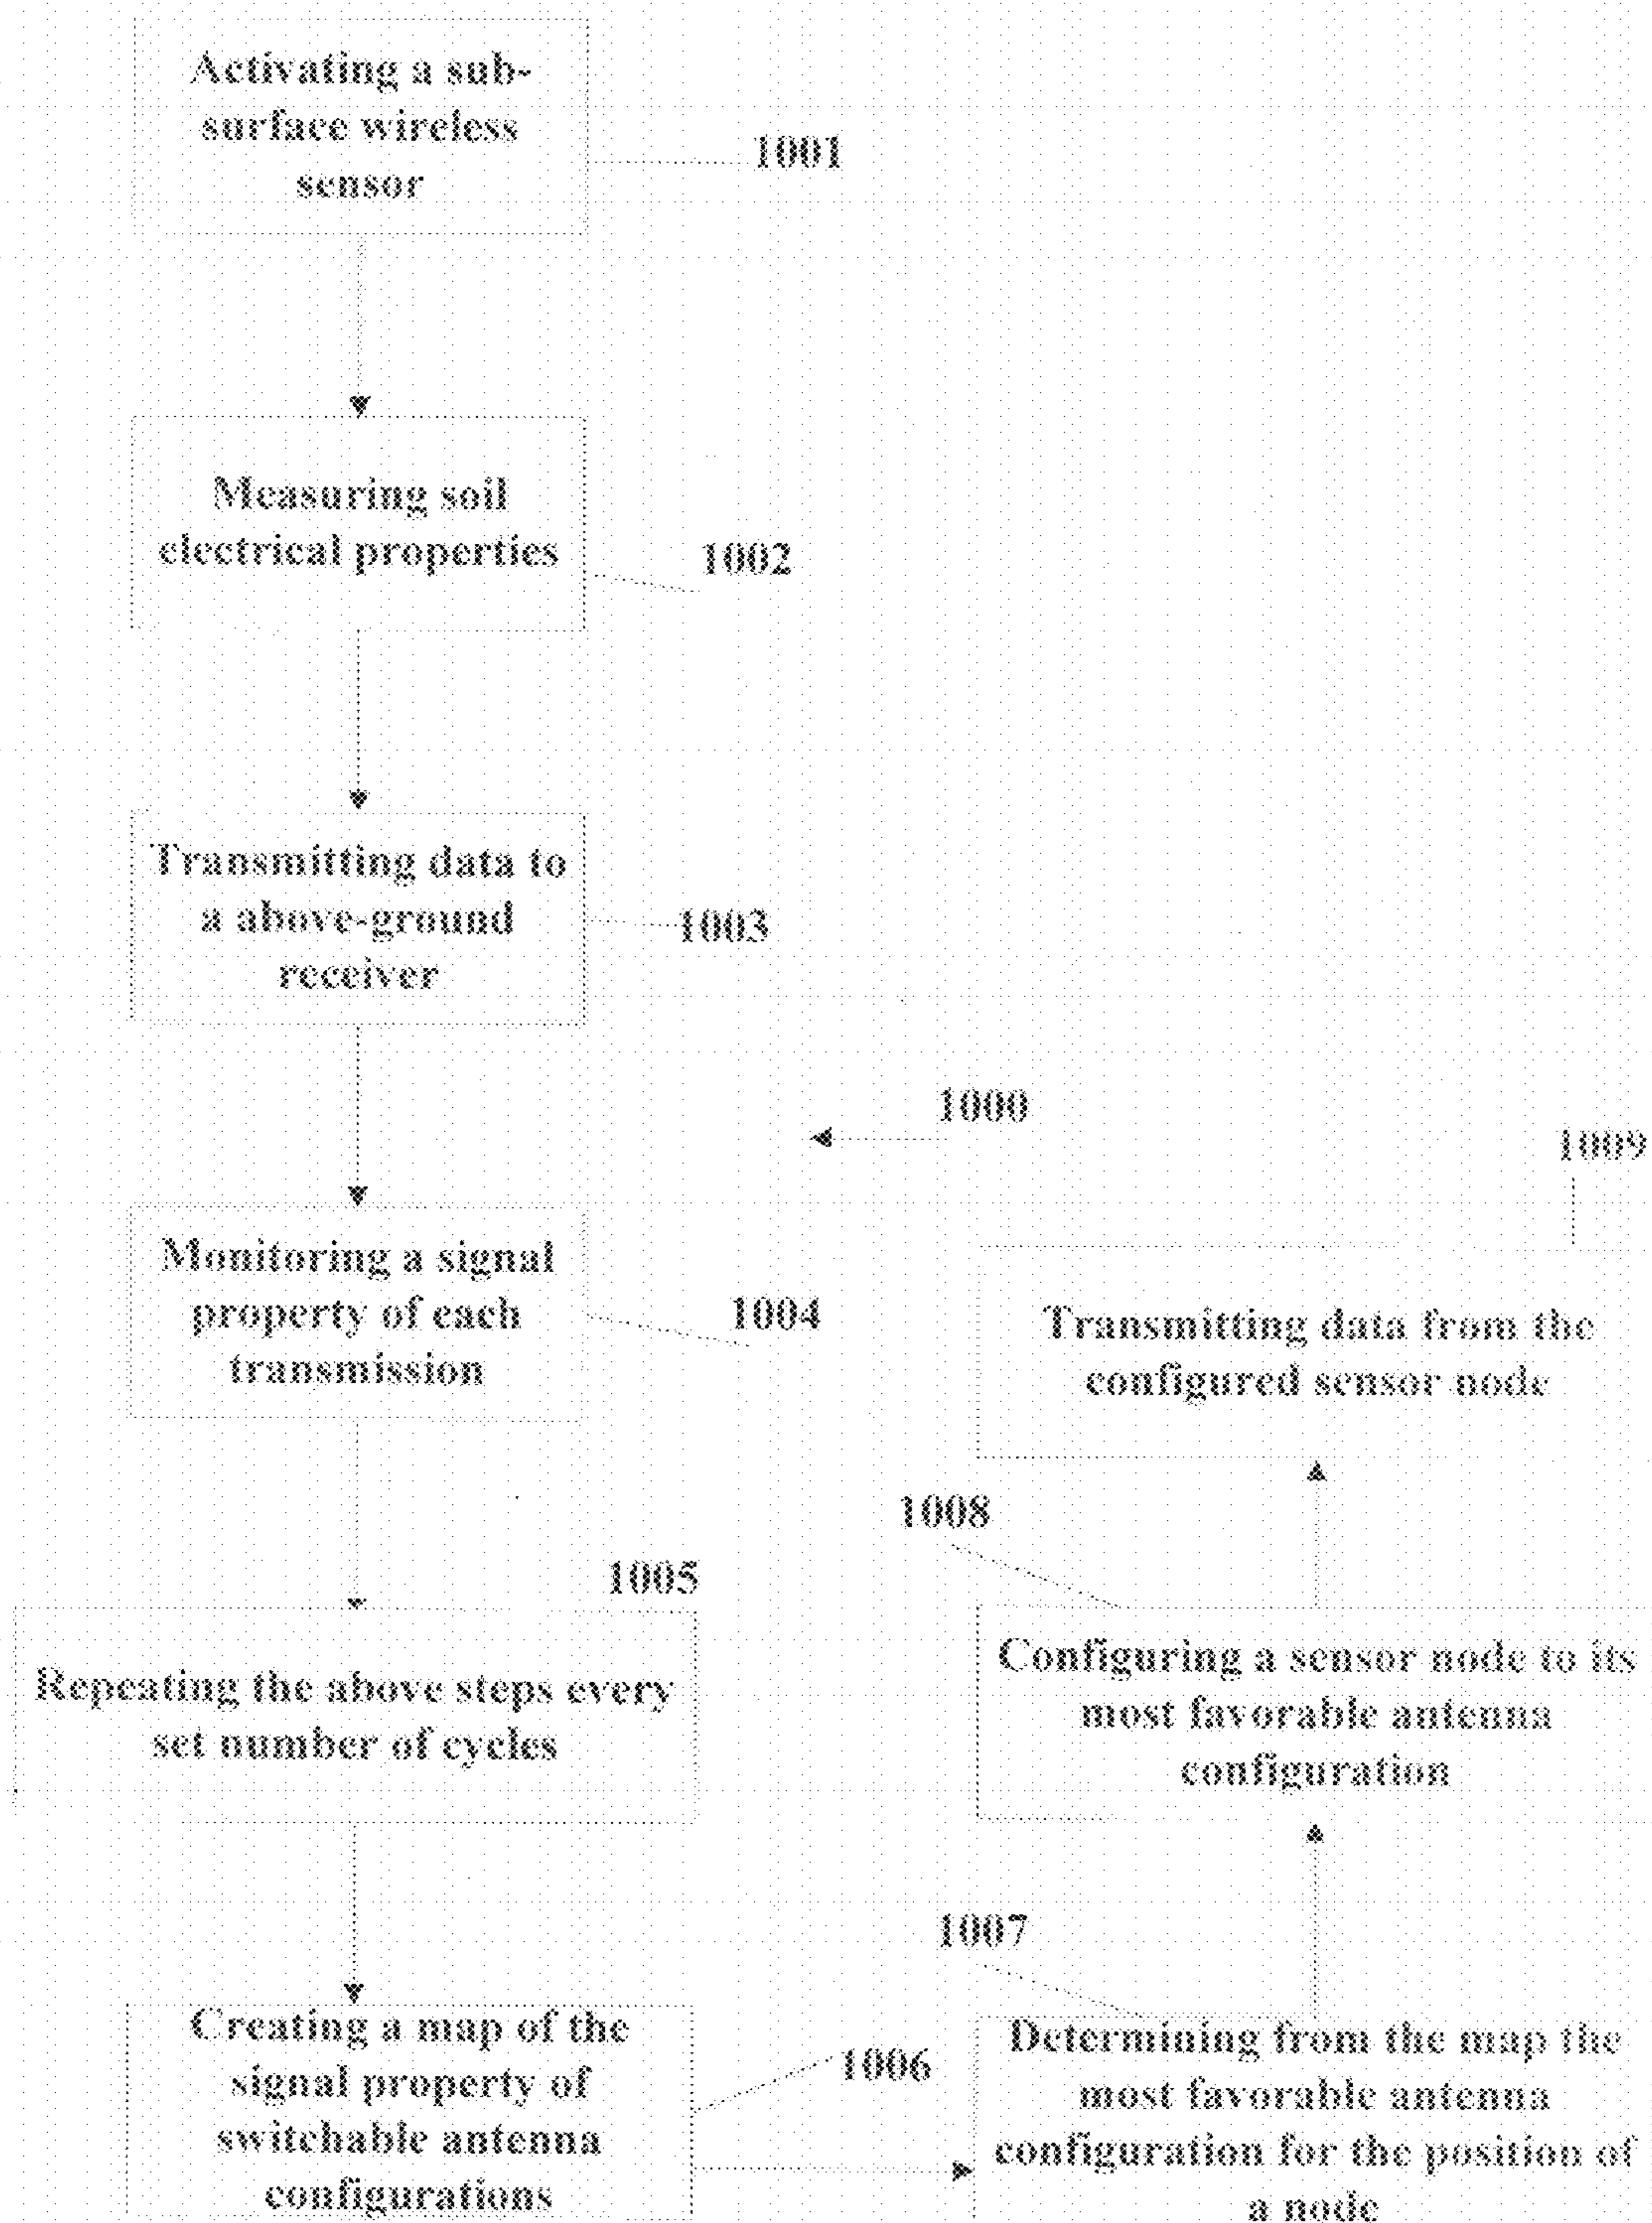 Activating a sub-
surface wireless
sensor
1001
Measuring soil
electrical properties
1002
Transmitting data to
a above-ground
receiver
1003
1000
1009
Monitoring a signal
property of each
transmission
1004
Transmitting data from the
configured sensor node
1008
1005
Repeating the above steps every
set number of cycles
Configuring a sensor node to its
most favorable antenna
configuration
1007
Creating a map of the
signal property of
switchable antenna
configurations
1006
Determining from the map the
most favorable antenna
configuration for the position of
a node